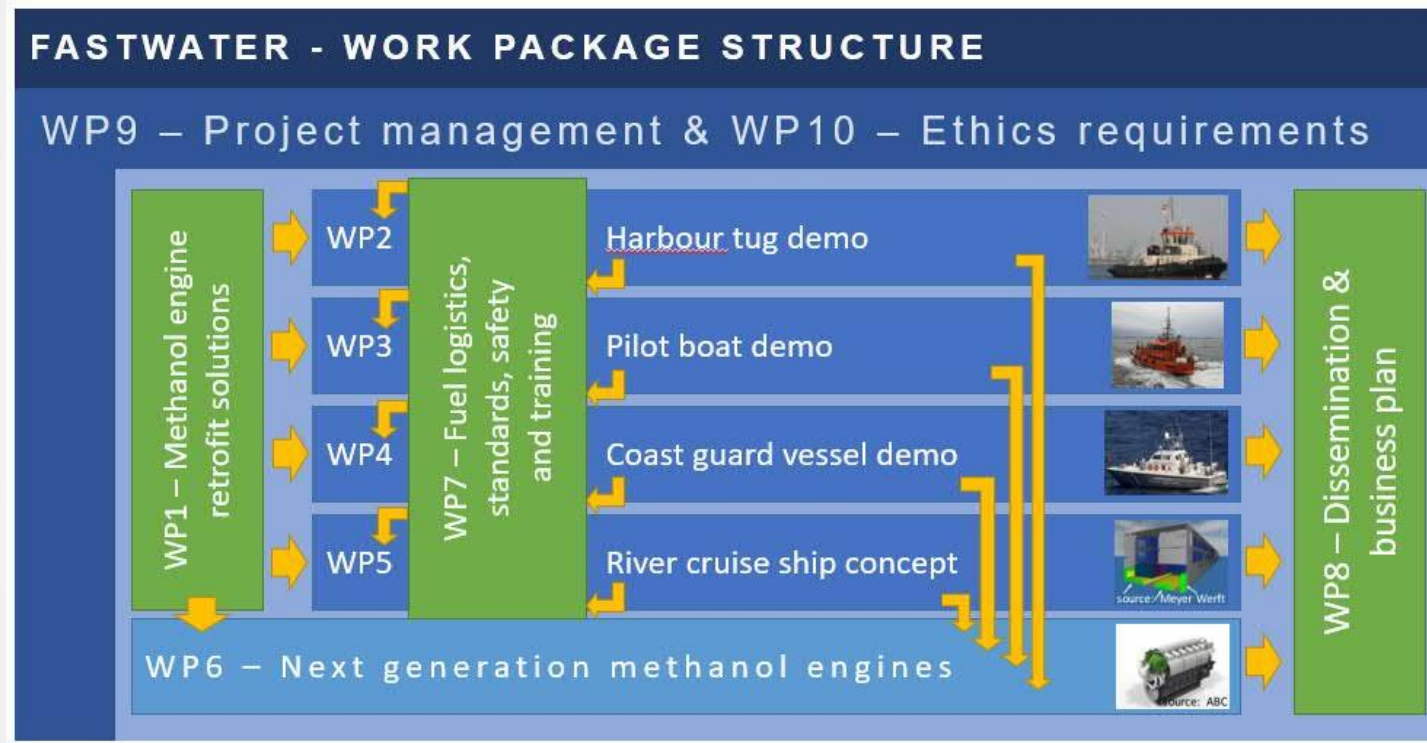 FASTWATER - WORK PACKAGE STRUCTURE
WP9 – Project management & WP10 – Ethics requirements
WP1 – Methanol engine
retrofit solutions
WP2
Harbour tug demo
WP3
Pilot boat demo
WP4
Coast guard vessel demo
WP5
River cruise ship concept
source: Meyer Werft
WP7 – Fuel logistics,
standards, safety
and training
WP6 – Next generation methanol engines
source: ABC
WP8 – Dissemination &
business plan